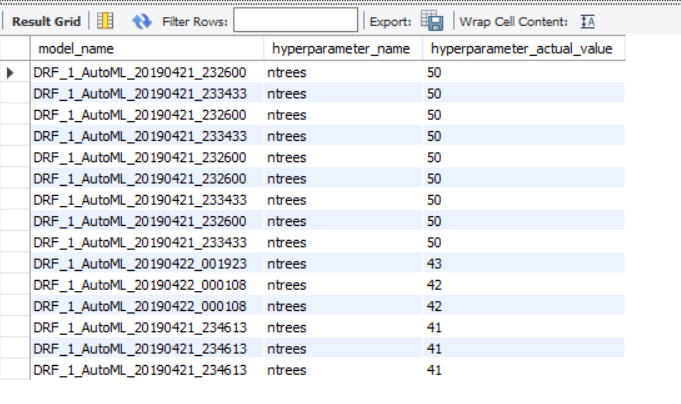 Result Grid Filter Rows: Export: Wrap Cell Content: IA
model_name hyperparameter_name hyperparameter_actual_value
DRF_1_AutoML_20190421_232600 ntrees 50
DRF_1_AutoML_20190421_233433 ntrees 50
DRF_1_AutoML_20190421_232600 ntrees 50
DRF_1_AutoML_20190421_233433 ntrees 50
DRF_1_AutoML_20190421_232600 ntrees 50
DRF_1_AutoML_20190421_232600 ntrees 50
DRF_1_AutoML_20190421_233433 ntrees 50
DRF_1_AutoML_20190421_232600 ntrees 50
DRF_1_AutoML_20190421_233433 ntrees 50
DRF_1_AutoML_20190422_001923 ntrees 43
DRF_1_AutoML_20190422_000108 ntrees 42
DRF_1_AutoML_20190422_000108 ntrees 42
DRF_1_AutoML_20190421_234613 ntrees 41
DRF_1_AutoML_20190421_234613 ntrees 41
DRF_1_AutoML_20190421_234613 ntrees 41